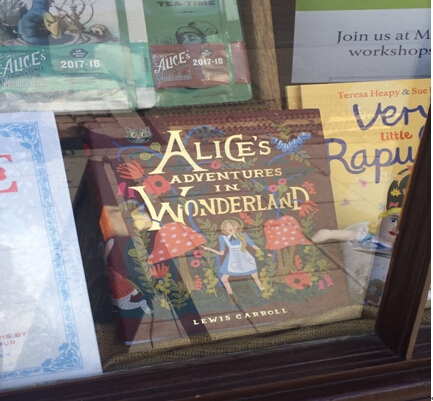 TEA-TIME
ALICE's
2017-18
ALICE's
2017-18
Join us at M
workshops
Teresa Heapy & Sue
Very
little
Rapu
ALICE'S
ADVENTURES
IN
WONDERLAND
LEWIS CARROLL
E